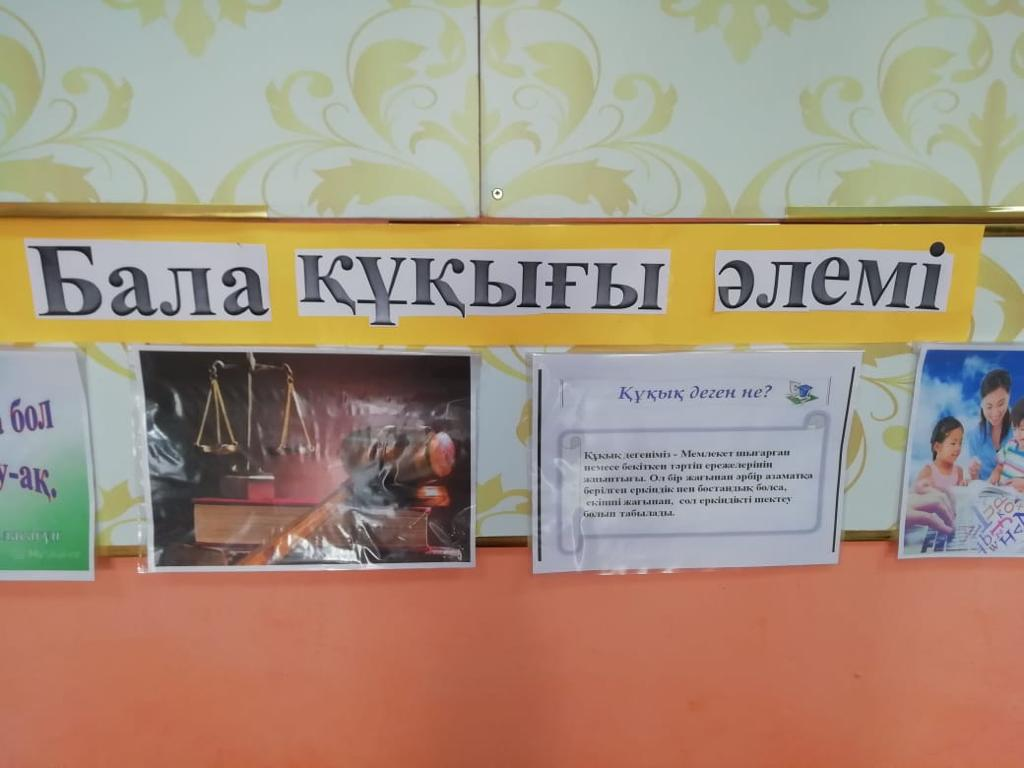 Бала құқығы әлемі
бол
у-ақ.
Құқық деген не?
Құқық дегеніміз - Мемлекет шығарған
немесе бекіткен тәртіп ережелерінің
жиынтығы. Ол бір жағынан әрбір азаматқа
берілген еркіндік пен бостандық болса,
екінші жағынан, сол еркіндікті шектеу
болып табылады.